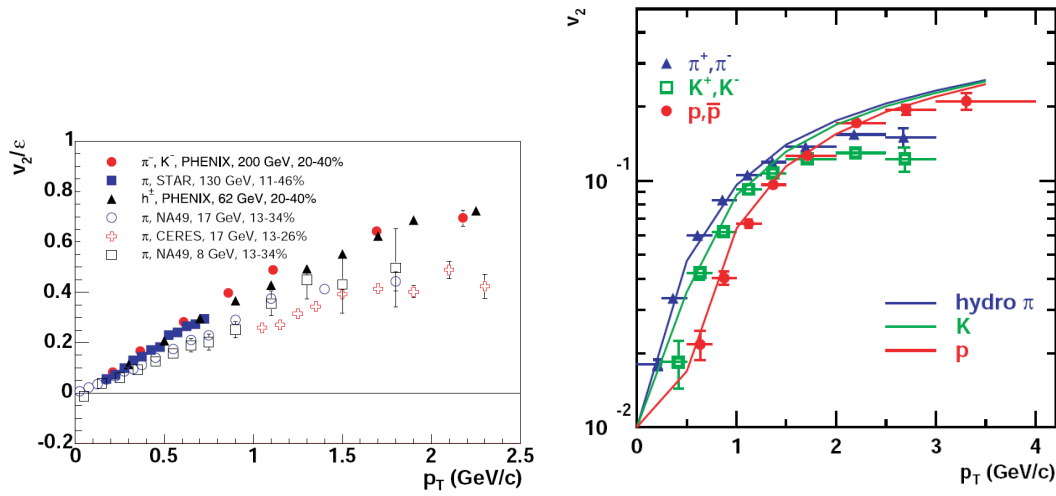 v₂/ε
1
0.8
0.6
0.4
0.2
0
-0.2
π⁻, K⁻, PHENIX, 200 GeV, 20-40%
π, STAR, 130 GeV, 11-46%
h±, PHENIX, 62 GeV, 20-40%
π, NA49, 17 GeV, 13-34%
π, CERES, 17 GeV, 13-26%
π, NA49, 8 GeV, 13-34%
0 0.5 1 1.5 2 2.5
p_T (GeV/c)
v₂
π⁺,π⁻
K⁺,K⁻
p,p̅
10⁻¹
hydro π
K
p
10⁻²
0 1 2 3 4
p_T (GeV/c)